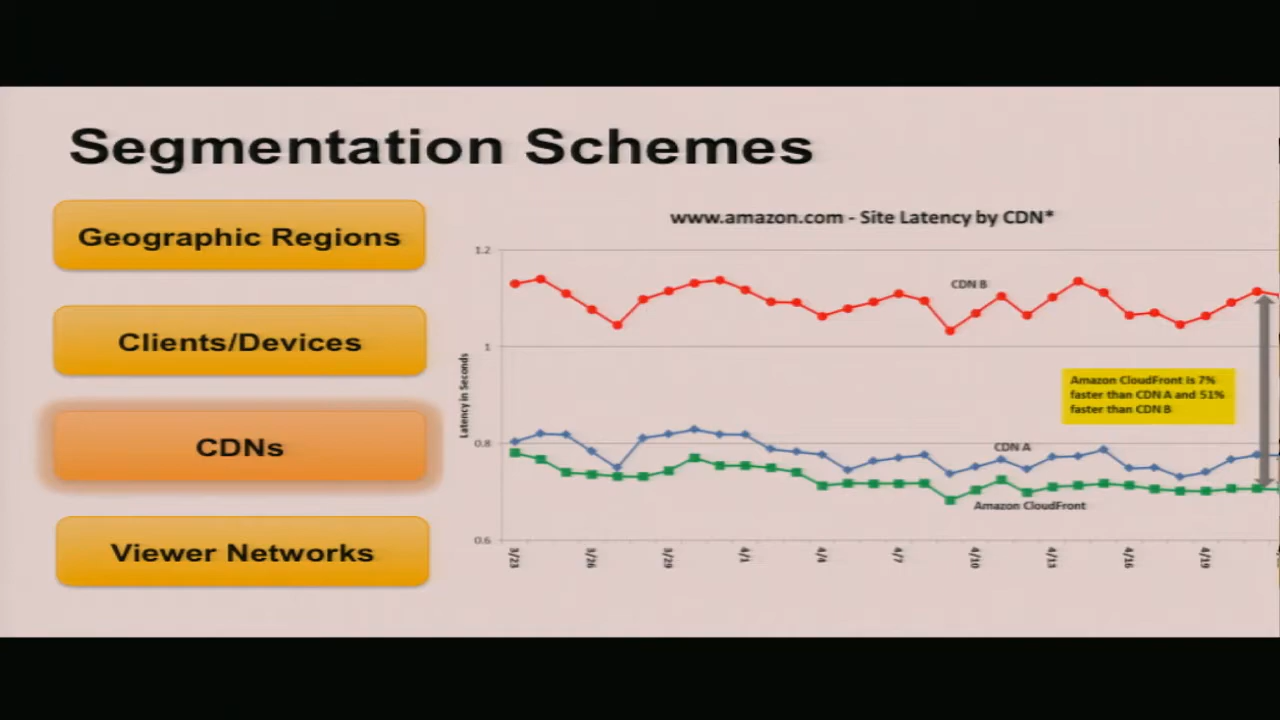 Segmentation Schemes
Geographic Regions
Clients/Devices
CDNs
Viewer Networks
www.amazon.com - Site Latency by CDN*
Latency in Seconds
1.2
1
0.8
0.6
CDN B
Amazon CloudFront is 7%
faster than CDN A and 51%
faster than CDN B
CDN A
Amazon CloudFront
3/23
3/26
3/29
4/1
4/4
4/7
4/10
4/13
4/16
4/19